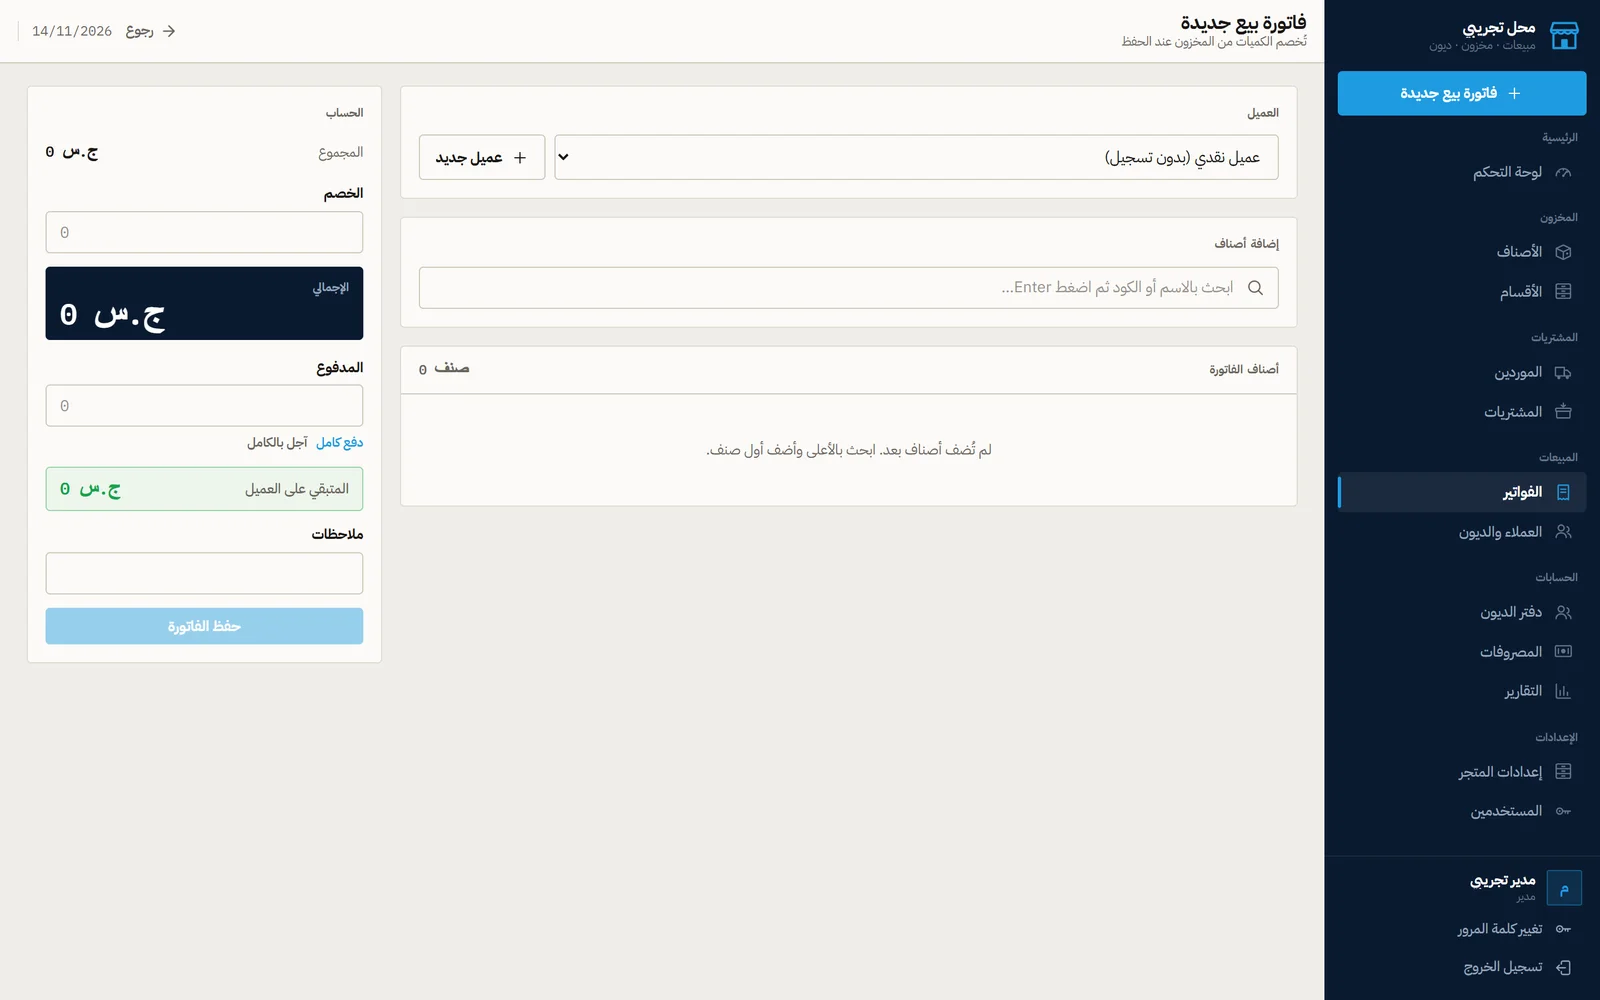 محل تجريبي
مبيعات · مخزون · ديون
فاتورة بيع جديدة
الرئيسية
لوحة التحكم
المخزون
الأصناف
الأقسام
المشتريات
الموردين
المشتريات
المبيعات
الفواتير
العملاء والديون
الحسابات
دفتر الديون
المصروفات
التقارير
الإعدادات
إعدادات المتجر
المستخدمين
م
مدير تجريبي
مدير
تغيير كلمة المرور
تسجيل الخروج
فاتورة بيع جديدة
تُخصم الكميات من المخزون عند الحفظ
رجوع
14/11/2026
العميل
عميل نقدي (بدون تسجيل)
عميل جديد
إضافة أصناف
ابحث بالاسم أو الكود ثم اضغط Enter...
أصناف الفاتورة
0 صنف
لم تُضف أصناف بعد. ابحث بالأعلى وأضف أول صنف.
الحساب
المجموع
0 ج.س
الخصم
0
الإجمالي
0 ج.س
المدفوع
0
دفع كامل
آجل بالكامل
المتبقي على العميل
0 ج.س
ملاحظات
حفظ الفاتورة